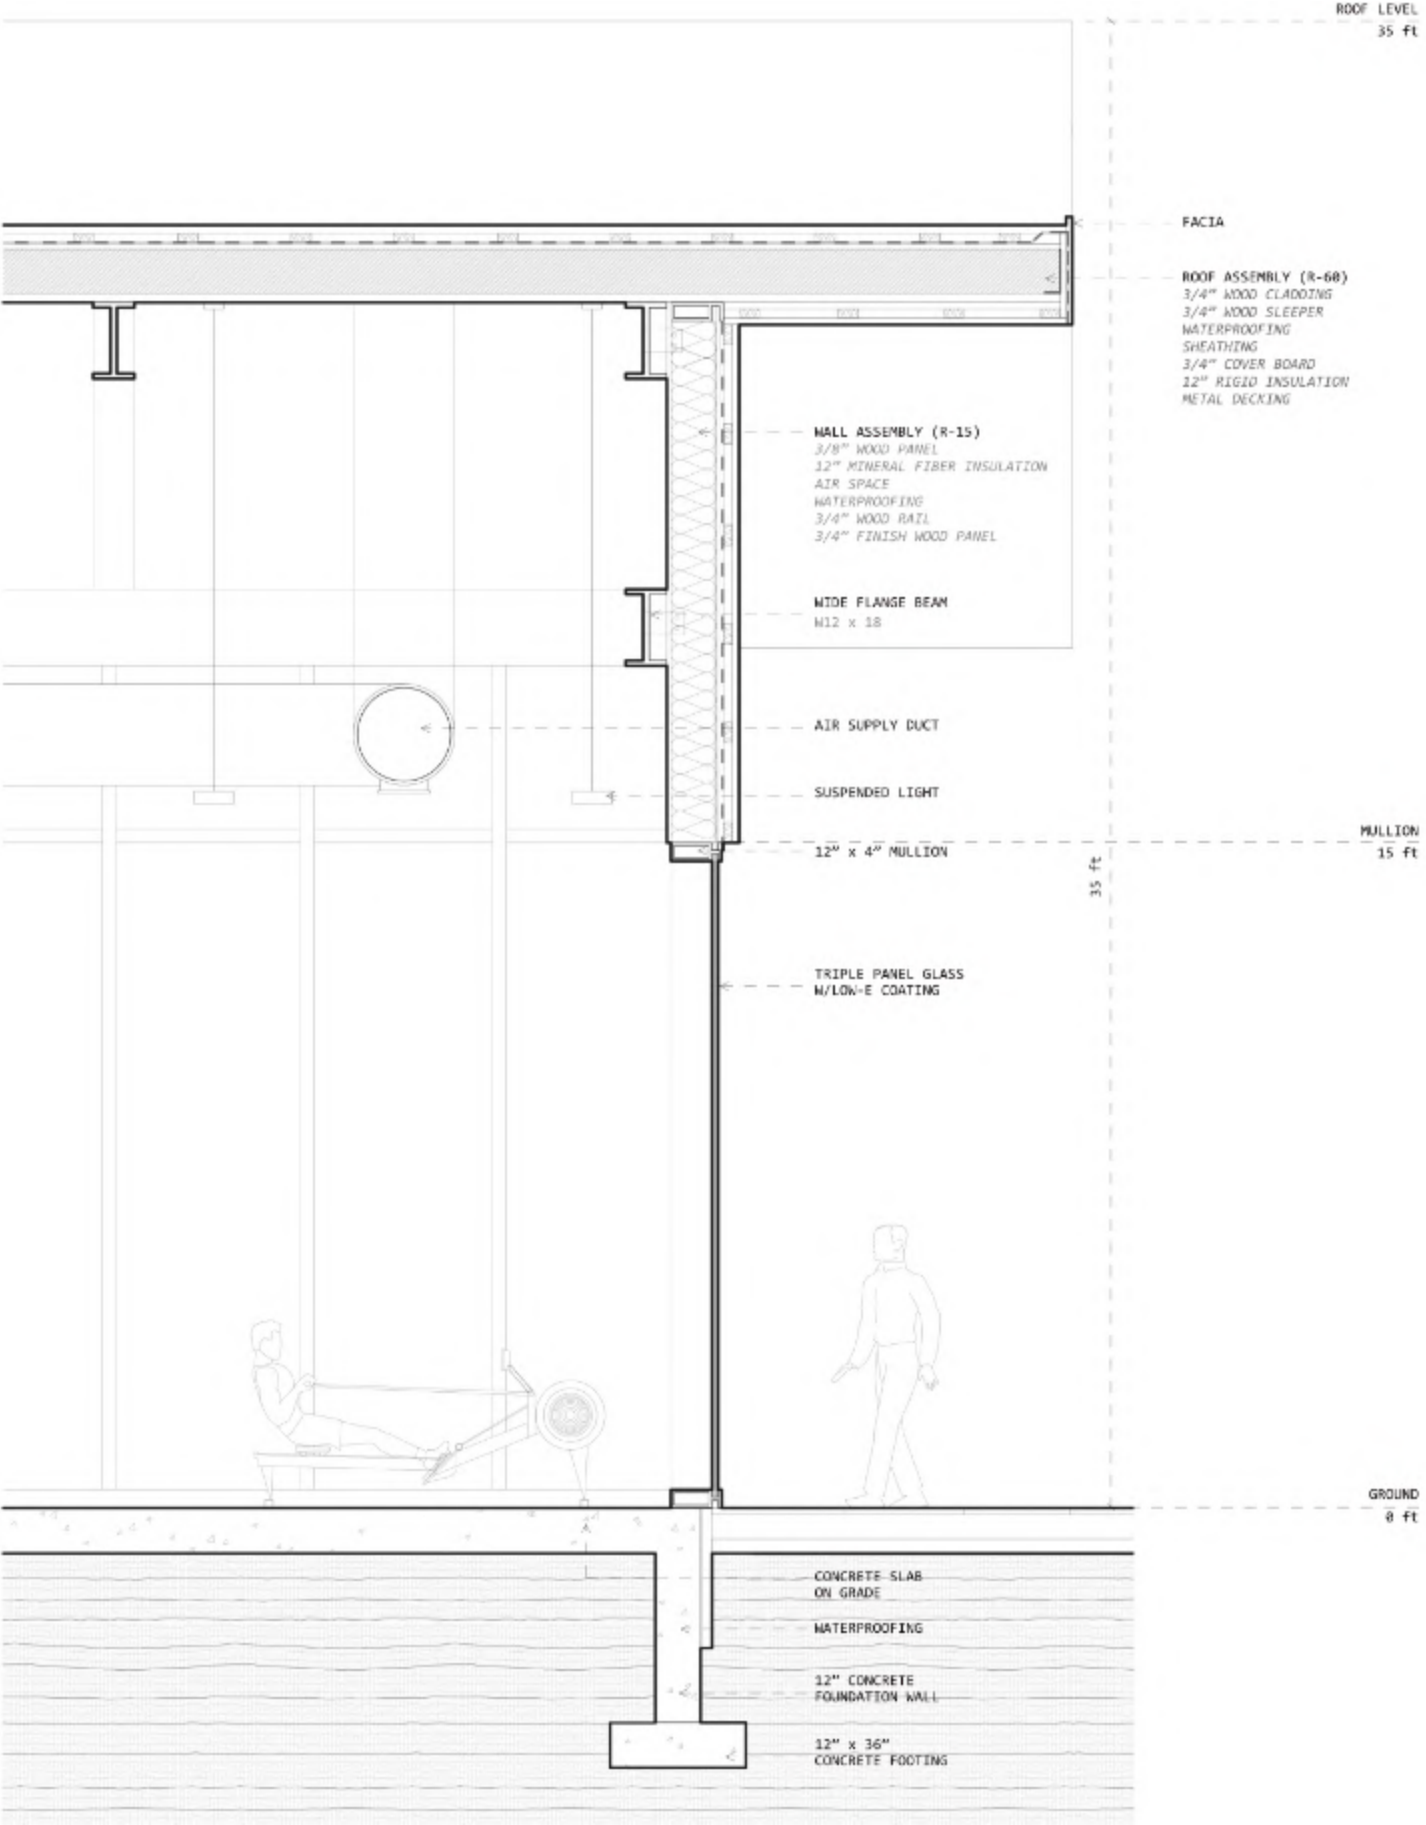 ROOF LEVEL
35 ft
FACIA
ROOF ASSEMBLY (R-60)
3/4" WOOD CLADDING
3/4" WOOD SLEEPER
WATERPROOFING
SHEATHING
3/4" COVER BOARD
12" RIGID INSULATION
METAL DECKING
WALL ASSEMBLY (R-15)
3/8" WOOD PANEL
12" MINERAL FIBER INSULATION
AIR SPACE
WATERPROOFING
3/4" WOOD RAIL
3/4" FINISH WOOD PANEL
WIDE FLANGE BEAM
W12 x 18
AIR SUPPLY DUCT
SUSPENDED LIGHT
MULLION
15 ft
12" x 4" MULLION
35 ft
TRIPLE PANEL GLASS
W/LOW-E COATING
GROUND
0 ft
CONCRETE SLAB
ON GRADE
WATERPROOFING
12" CONCRETE
FOUNDATION WALL
12" x 36"
CONCRETE FOOTING